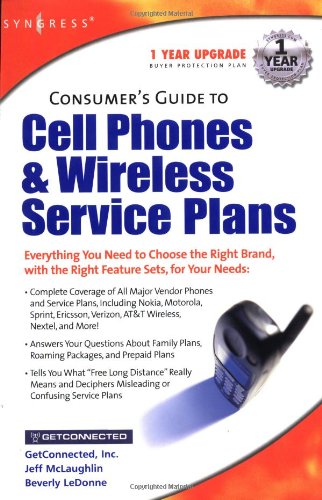 SYNGRESS®
1 YEAR UPGRADE
BUYER PROTECTION PLAN
1
YEAR
UPGRADE
CONSUMER'S GUIDE TO
Cell Phones
& Wireless
Service Plans
Everything You Need to Choose the Right Brand,
with the Right Feature Sets, for Your Needs:
• Complete Coverage of All Major Vendor Phones
and Service Plans, Including Nokia, Motorola,
Sprint, Ericsson, Verizon, AT&T Wireless,
Nextel, and More!
• Answers Your Questions About Family Plans,
Roaming Packages, and Prepaid Plans
• Tells You What "Free Long Distance" Really
Means and Deciphers Misleading or
Confusing Service Plans
GETCONNECTED
GetConnected, Inc.
Jeff McLaughlin
Beverly LeDonne